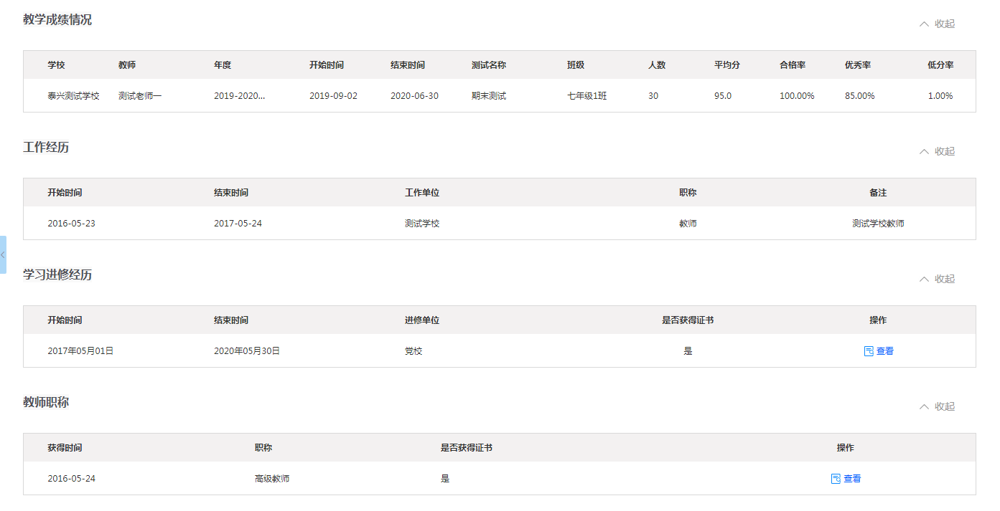 教学成绩情况
收起
学校 教师 年度 开始时间 结束时间 测试名称 班级 人数 平均分 合格率 优秀率 低分率
泰兴测试学校 测试老师一 2019-2020... 2019-09-02 2020-06-30 期末测试 七年级1班 30 95.0 100.00% 85.00% 1.00%
工作经历
收起
开始时间 结束时间 工作单位 职称 备注
2016-05-23 2017-05-24 测试学校 教师 测试学校教师
学习进修经历
收起
开始时间 结束时间 进修单位 是否获得证书 操作
2017年05月01日 2020年05月30日 党校 是 查看
教师职称
收起
获得时间 职称 是否获得证书 操作
2016-05-24 高级教师 是 查看